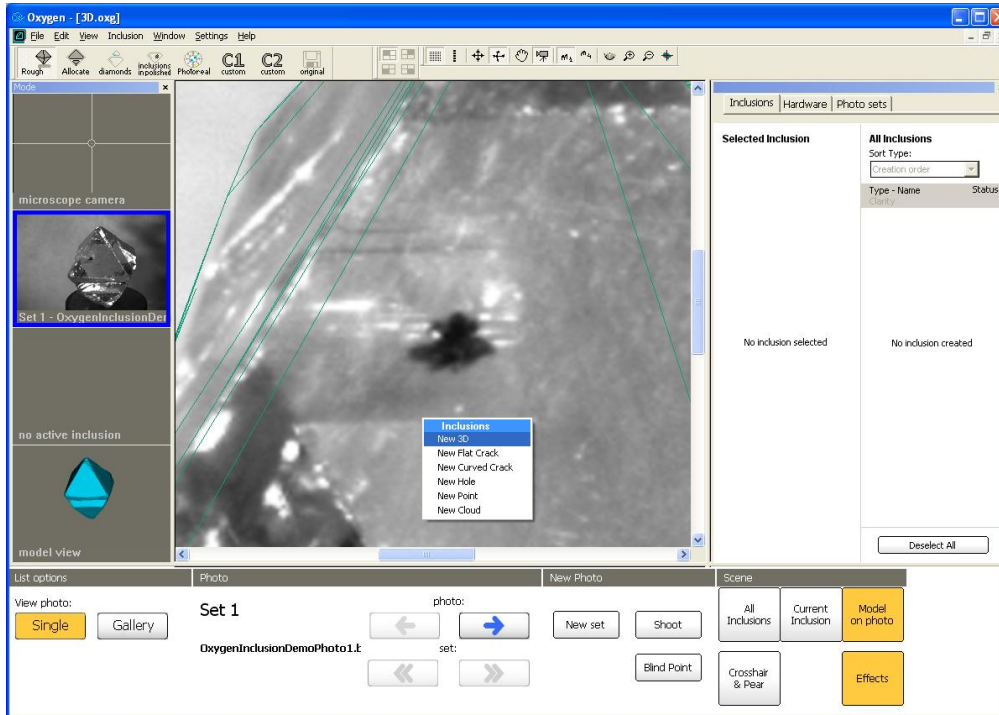 Oxygen - [3D.oxg]
File Edit View Inclusion Window Settings Help
Rough Allocate diamonds inclusions inpolished Photoreal C1 custom C2 custom original
Mode
microscope camera
Set 1 - OxygenInclusionDer
no active inclusion
model view
Inclusions
New 3D
New Flat Crack
New Curved Crack
New Hole
New Point
New Cloud
Inclusions Hardware Photo sets
Selected Inclusion
No inclusion selected
All Inclusions
Sort Type:
Creation order
Type - Name Status
Clarity
No inclusion created
Deselect All
List options
View photo:
Single Gallery
Photo
Set 1
OxygenInclusionDemoPhoto1.b
photo:
set:
New Photo
New set Shoot
Blind Point
Scene
All Inclusions
Current Inclusion
Model on photo
Crosshair & Pear
Effects